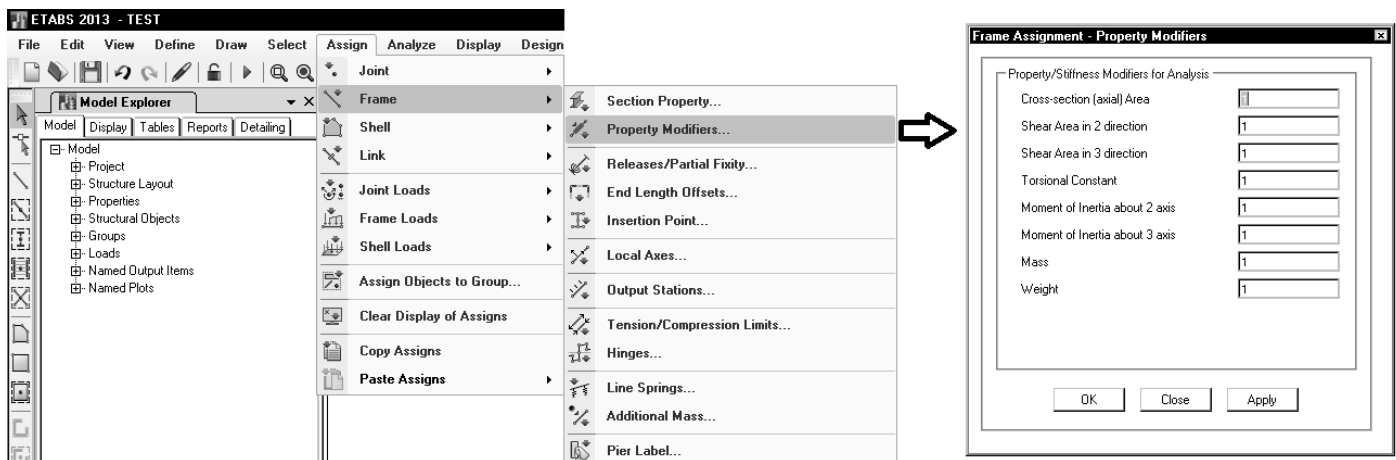 ETABS 2013 - TEST
File Edit View Define Draw Select Assign Analyze Display Design
Model Explorer
Model Display Tables Reports Detailing
Model
Project
Structure Layout
Properties
Structural Objects
Groups
Loads
Named Output Items
Named Plots
Joint
Frame
Shell
Link
Joint Loads
Frame Loads
Shell Loads
Assign Objects to Group...
Clear Display of Assigns
Copy Assigns
Paste Assigns
Section Property...
Property Modifiers...
Releases/Partial Fixity...
End Length Offsets...
Insertion Point...
Local Axes...
Output Stations...
Tension/Compression Limits...
Hinges...
Line Springs...
Additional Mass...
Pier Label...
Frame Assignment - Property Modifiers
Property/Stiffness Modifiers for Analysis
Cross-section (axial) Area 1
Shear Area in 2 direction 1
Shear Area in 3 direction 1
Torsional Constant 1
Moment of Inertia about 2 axis 1
Moment of Inertia about 3 axis 1
Mass 1
Weight 1
OK Close Apply